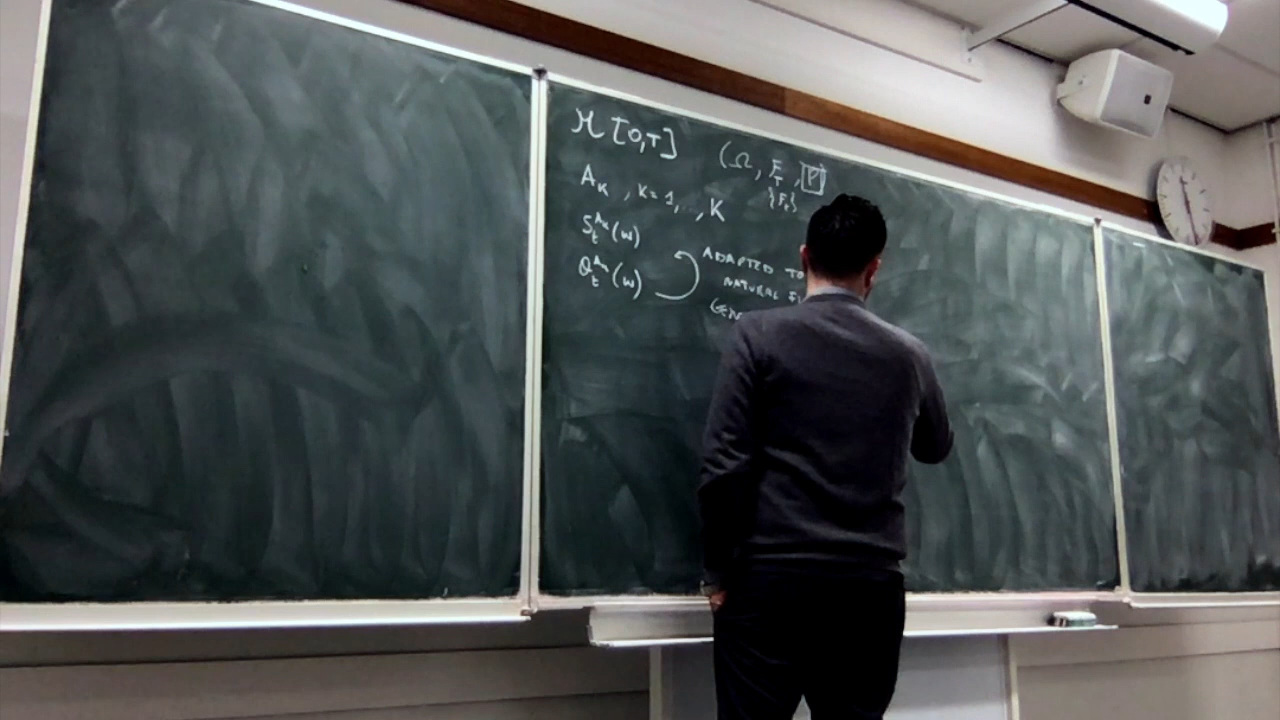 ℋ [0,T]
(Ω, F_T, P)
{F_t}
A_k, k=1,...,K
S_t^{A_k}(ω)
Q_t^{A_k}(ω)
ADAPTED TO
NATURAL